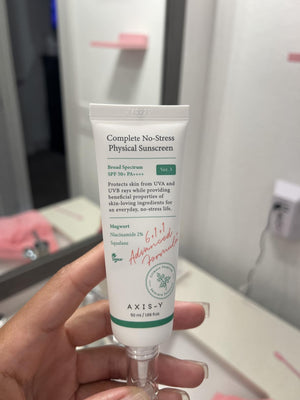 Complete No-Stress
Physical Sunscreen
Broad Spectrum
SPF 50+ PA++++
Ver. 3
Protects skin from UVA and
UVB rays while providing
beneficial properties of
skin-loving ingredients for
an everyday, no-stress life.
Mugwort
Niacinamide 2%
Squalane
6.1.1
Advanced
formula
Vegan
AXIS-Y
50 ml / 1.69 fl.oz